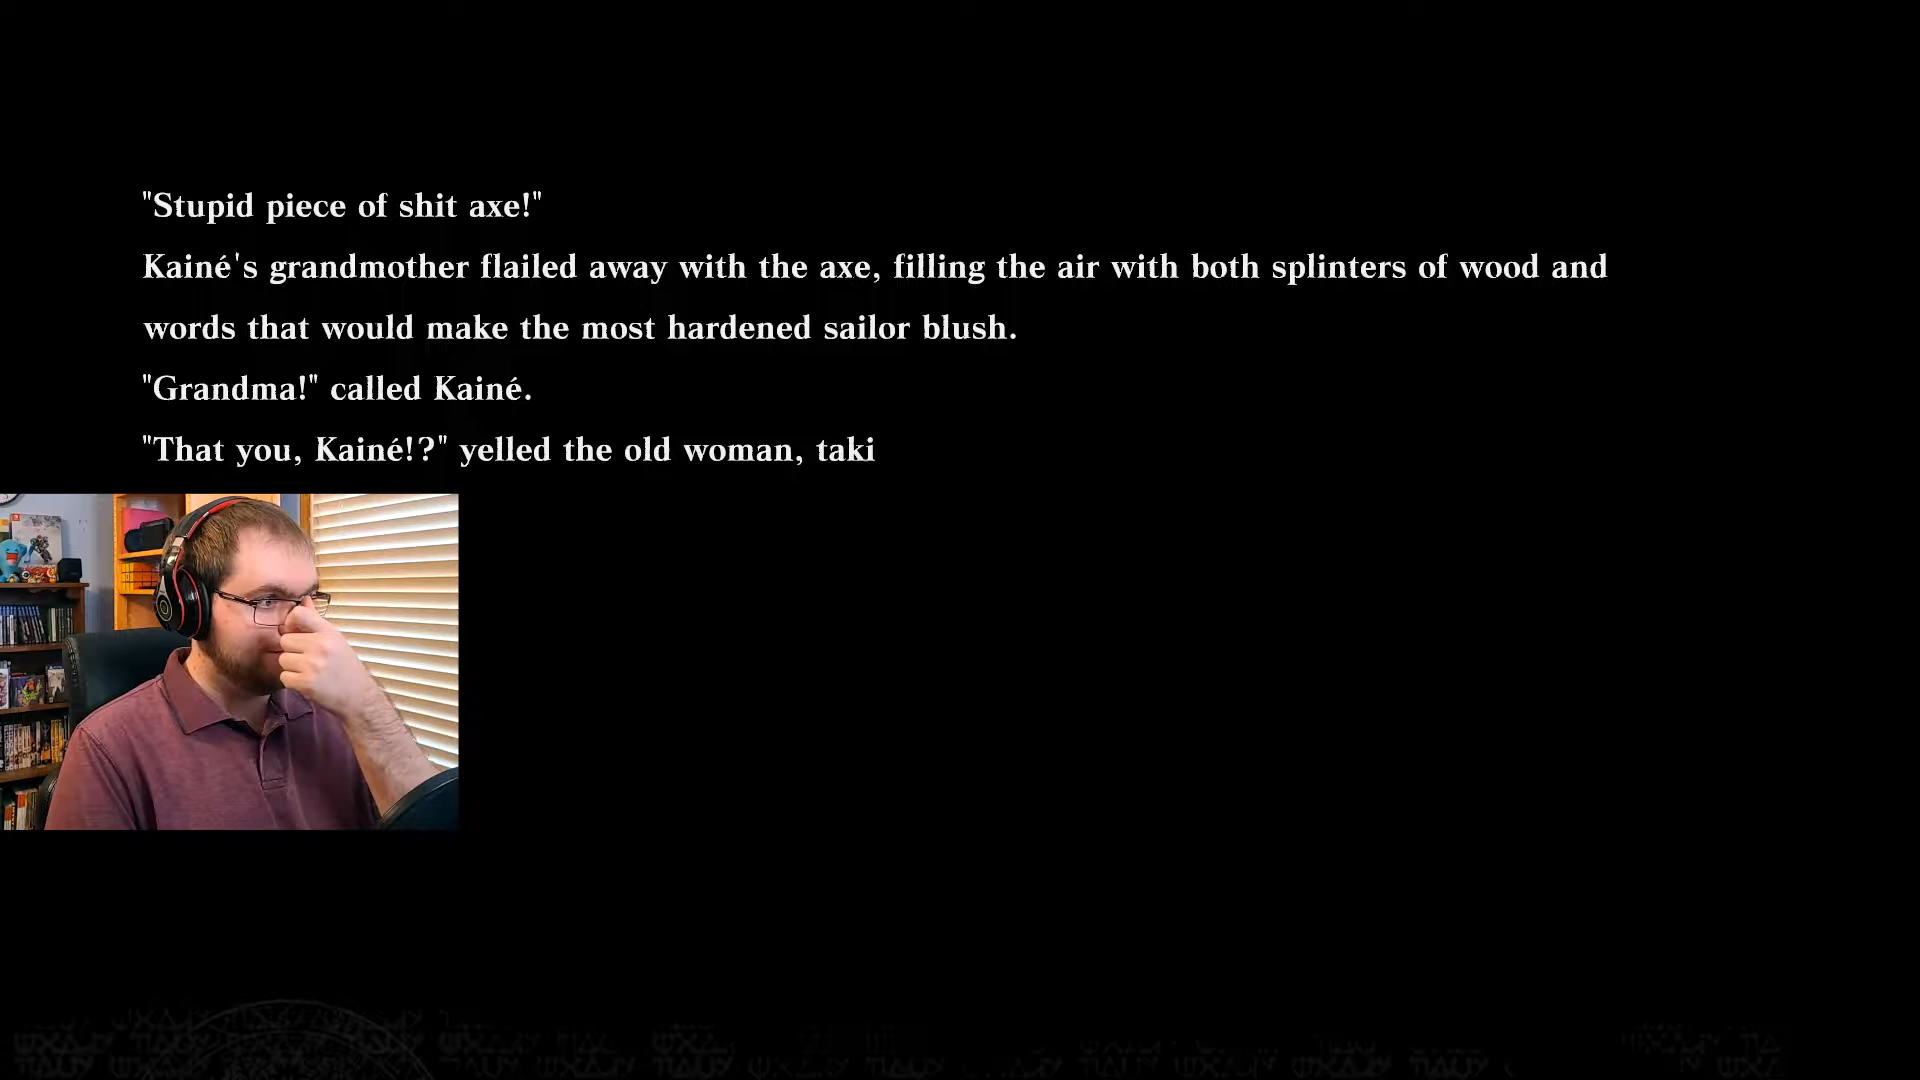 "Stupid piece of shit axe!"
Kainé's grandmother flailed away with the axe, filling the air with both splinters of wood and
words that would make the most hardened sailor blush.
"Grandma!" called Kainé.
"That you, Kainé!?" yelled the old woman, taki